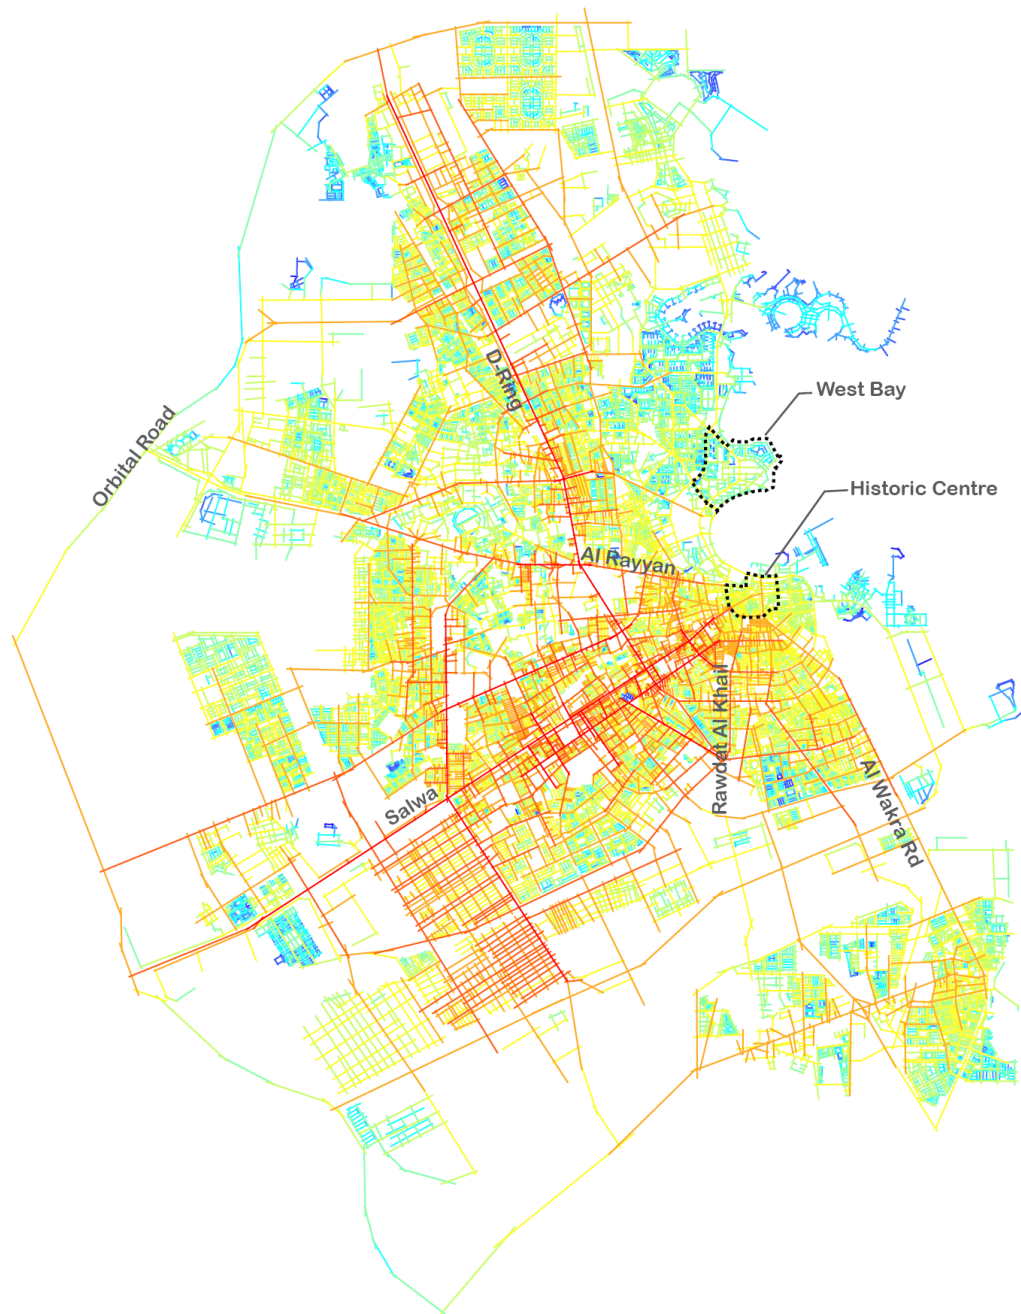 D-Ring
West Bay
Orbital Road
Historic Centre
Al Rayyan
Rawdat Al Khail
Salwa
Al Wakra Rd